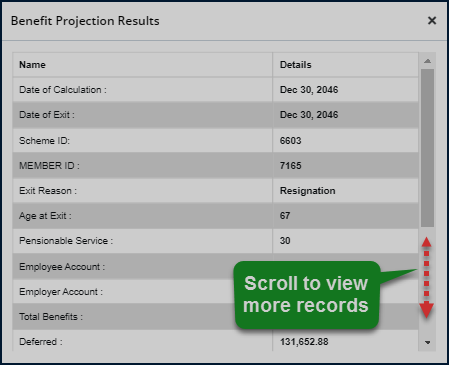 Benefit Projection Results ×
Name Details
Date of Calculation : Dec 30, 2046
Date of Exit : Dec 30, 2046
Scheme ID: 6603
MEMBER ID : 7165
Exit Reason : Resignation
Age at Exit : 67
Pensionable Service : 30
Employee Account :
Employer Account :
Total Benefits :
Deferred : 131,652.88
Scroll to view
more records